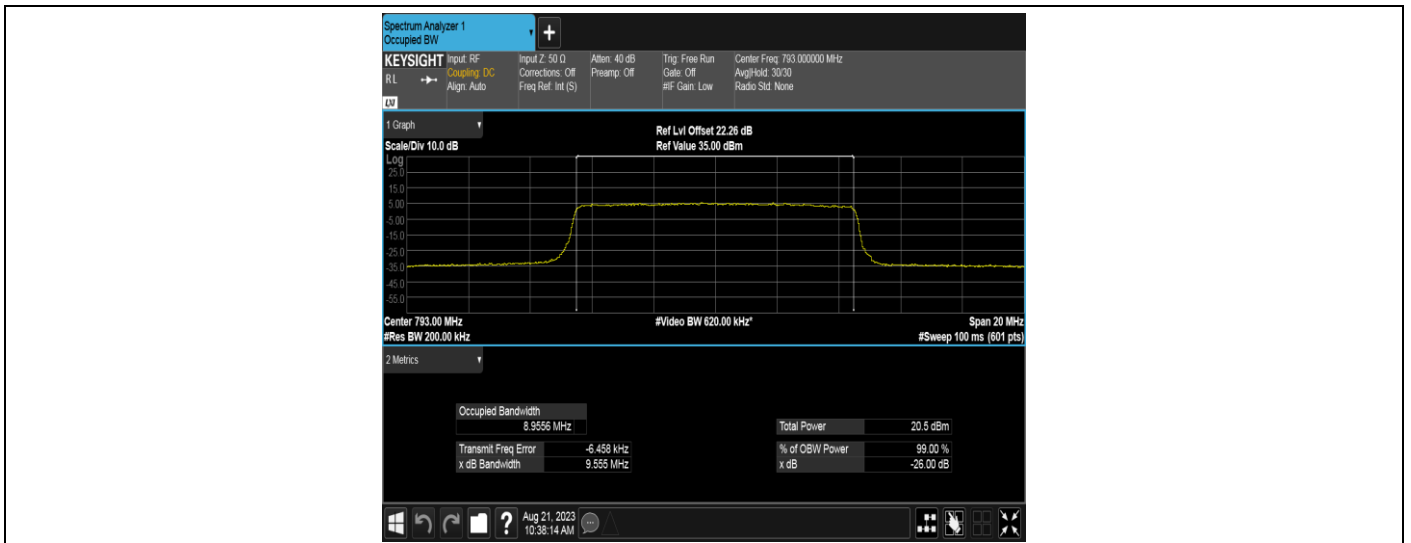 Spectrum Analyzer 1
Occupied BW
+
KEYSIGHT Input: RF Input Z: 50 Ω Atten: 40 dB Trig: Free Run Center Freq: 793.000000 MHz
RL Coupling: DC Corrections: Off Preamp: Off Gate: Off Avg|Hold: 30/30
Align: Auto Freq Ref: Int (S) #IF Gain: Low Radio Std: None
LXI
1 Graph Ref Lvl Offset 22.26 dB
Scale/Div 10.0 dB Ref Value 35.00 dBm
Log
25.0
15.0
5.00
-5.00
-15.0
-25.0
-35.0
-45.0
-55.0
Center 793.00 MHz #Video BW 620.00 kHz* Span 20 MHz
#Res BW 200.00 kHz #Sweep 100 ms (601 pts)
2 Metrics
Occupied Bandwidth
8.9556 MHz Total Power 20.5 dBm
Transmit Freq Error -6.458 kHz % of OBW Power 99.00 %
x dB Bandwidth 9.555 MHz x dB -26.00 dB
? Aug 21, 2023
10:38:14 AM